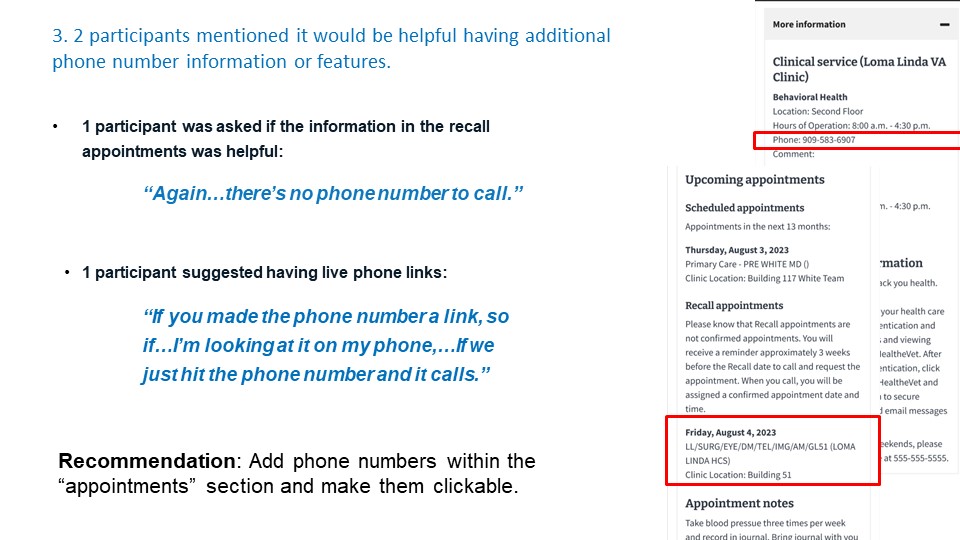 3. 2 participants mentioned it would be helpful having additional
phone number information or features.
• 1 participant was asked if the information in the recall
appointments was helpful:
“Again…there’s no phone number to call.”
• 1 participant suggested having live phone links:
“If you made the phone number a link, so
if…I’m looking at it on my phone,…If we
just hit the phone number and it calls.”
Recommendation: Add phone numbers within the
“appointments” section and make them clickable.
More information
Clinical service (Loma Linda VA
Clinic)
Behavioral Health
Location: Second Floor
Hours of Operation: 8:00 a.m. - 4:30 p.m.
Phone: 909-583-6907
Comment:
Upcoming appointments
Scheduled appointments
Appointments in the next 13 months:
Thursday, August 3, 2023
Primary Care - PRE WHITE MD ()
Clinic Location: Building 117 White Team
Recall appointments
Please know that Recall appointments are
not confirmed appointments. You will
receive a reminder approximately 3 weeks
before the Recall date to call and request the
appointment. When you call, you will be
assigned a confirmed appointment date and
time.
Friday, August 4, 2023
LL/SURG/EYE/DM/TEL/IMG/AM/GL51 (LOMA
LINDA HCS)
Clinic Location: Building 51
Appointment notes
Take blood pressue three times per week
and record in journal. Bring journal with you
m. - 4:30 p.m.
rmation
ack you health.
your health care
entication and
s and viewing
HealtheVet. After
entication, click
HealtheVet and
to secure
d email messages
eekends, please
at 555-555-5555.